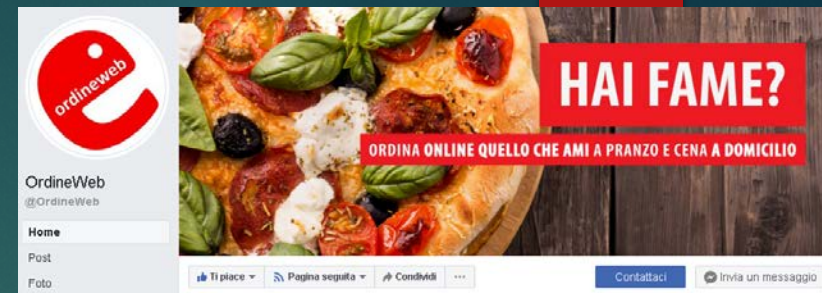 ordineweb
HAI FAME?
ORDINA ONLINE QUELLO CHE AMI A PRANZO E CENA A DOMICILIO
OrdineWeb
@OrdineWeb
Home
Post
Foto
Ti piace
Pagina seguita
Condividi
Contattaci
Invia un messaggio